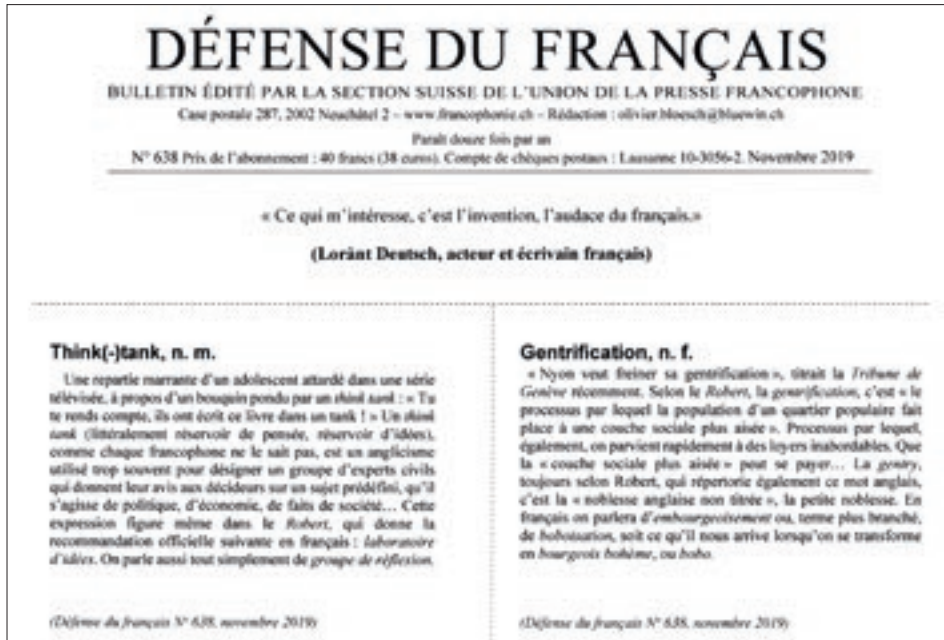 DÉFENSE DU FRANÇAIS
BULLETIN ÉDITÉ PAR LA SECTION SUISSE DE L'UNION DE LA PRESSE FRANCOPHONE
Case postale 287, 2002 Neuchâtel 2 – www.francophonie.ch – Rédaction : olivier.bloesch@bluewin.ch
Paraît douze fois par an
N° 638 Prix de l'abonnement : 40 francs (38 euros). Compte de chèques postaux : Lausanne 10-3056-2. Novembre 2019
« Ce qui m'intéresse, c'est l'invention, l'audace du français.»
(Lorànt Deutsch, acteur et écrivain français)
Think(-)tank, n. m.
Une repartie marrante d'un adolescent attardé dans une série
télévisée, à propos d'un bouquin pondu par un think tank : « Tu
te rends compte, ils ont écrit ce livre dans un tank ! » Un think
tank (littéralement réservoir de pensée, réservoir d'idées),
comme chaque francophone ne le sait pas, est un anglicisme
utilisé trop souvent pour désigner un groupe d'experts civils
qui donnent leur avis aux décideurs sur un sujet prédéfini, qu'il
s'agisse de politique, d'économie, de faits de société… Cette
expression figure même dans le Robert, qui donne la
recommandation officielle suivante en français : laboratoire
d'idées. On parle aussi tout simplement de groupe de réflexion.
(Défense du français N° 638, novembre 2019)
Gentrification, n. f.
« Nyon veut freiner sa gentrification », titrait la Tribune de
Genève récemment. Selon le Robert, la gentrification, c'est « le
processus par lequel la population d'un quartier populaire fait
place à une couche sociale plus aisée ». Processus par lequel,
également, on parvient rapidement à des loyers inabordables. Que
la « couche sociale plus aisée » peut se payer… La gentry,
toujours selon Robert, qui répertorie également ce mot anglais,
c'est la « noblesse anglaise non titrée », la petite noblesse. En
français on parlera d'embourgeoisement ou, terme plus branché,
de boboïsation, soit ce qu'il nous arrive lorsqu'on se transforme
en bourgeois bohème, ou bobo.
(Défense du français N° 638, novembre 2019)